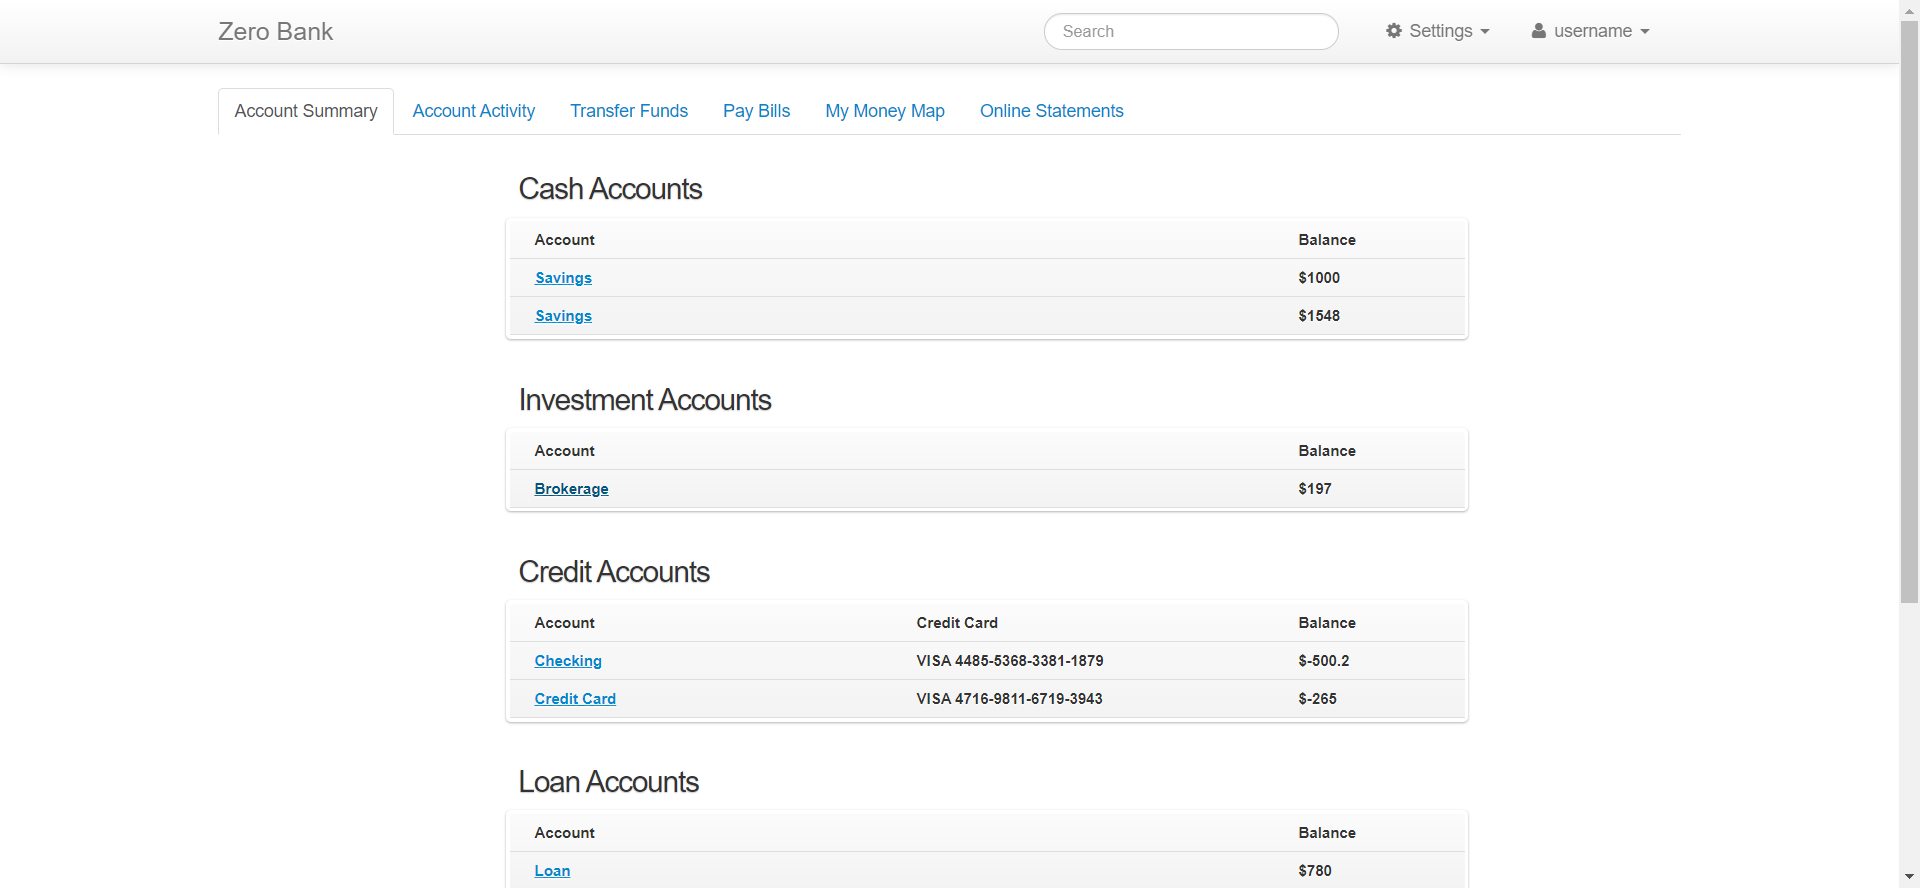 Zero Bank
Search
Settings
username
Account Summary Account Activity Transfer Funds Pay Bills My Money Map Online Statements
Cash Accounts
Account Balance
Savings $1000
Savings $1548
Investment Accounts
Account Balance
Brokerage $197
Credit Accounts
Account Credit Card Balance
Checking VISA 4485-5368-3381-1879 $-500.2
Credit Card VISA 4716-9811-6719-3943 $-265
Loan Accounts
Account Balance
Loan $780